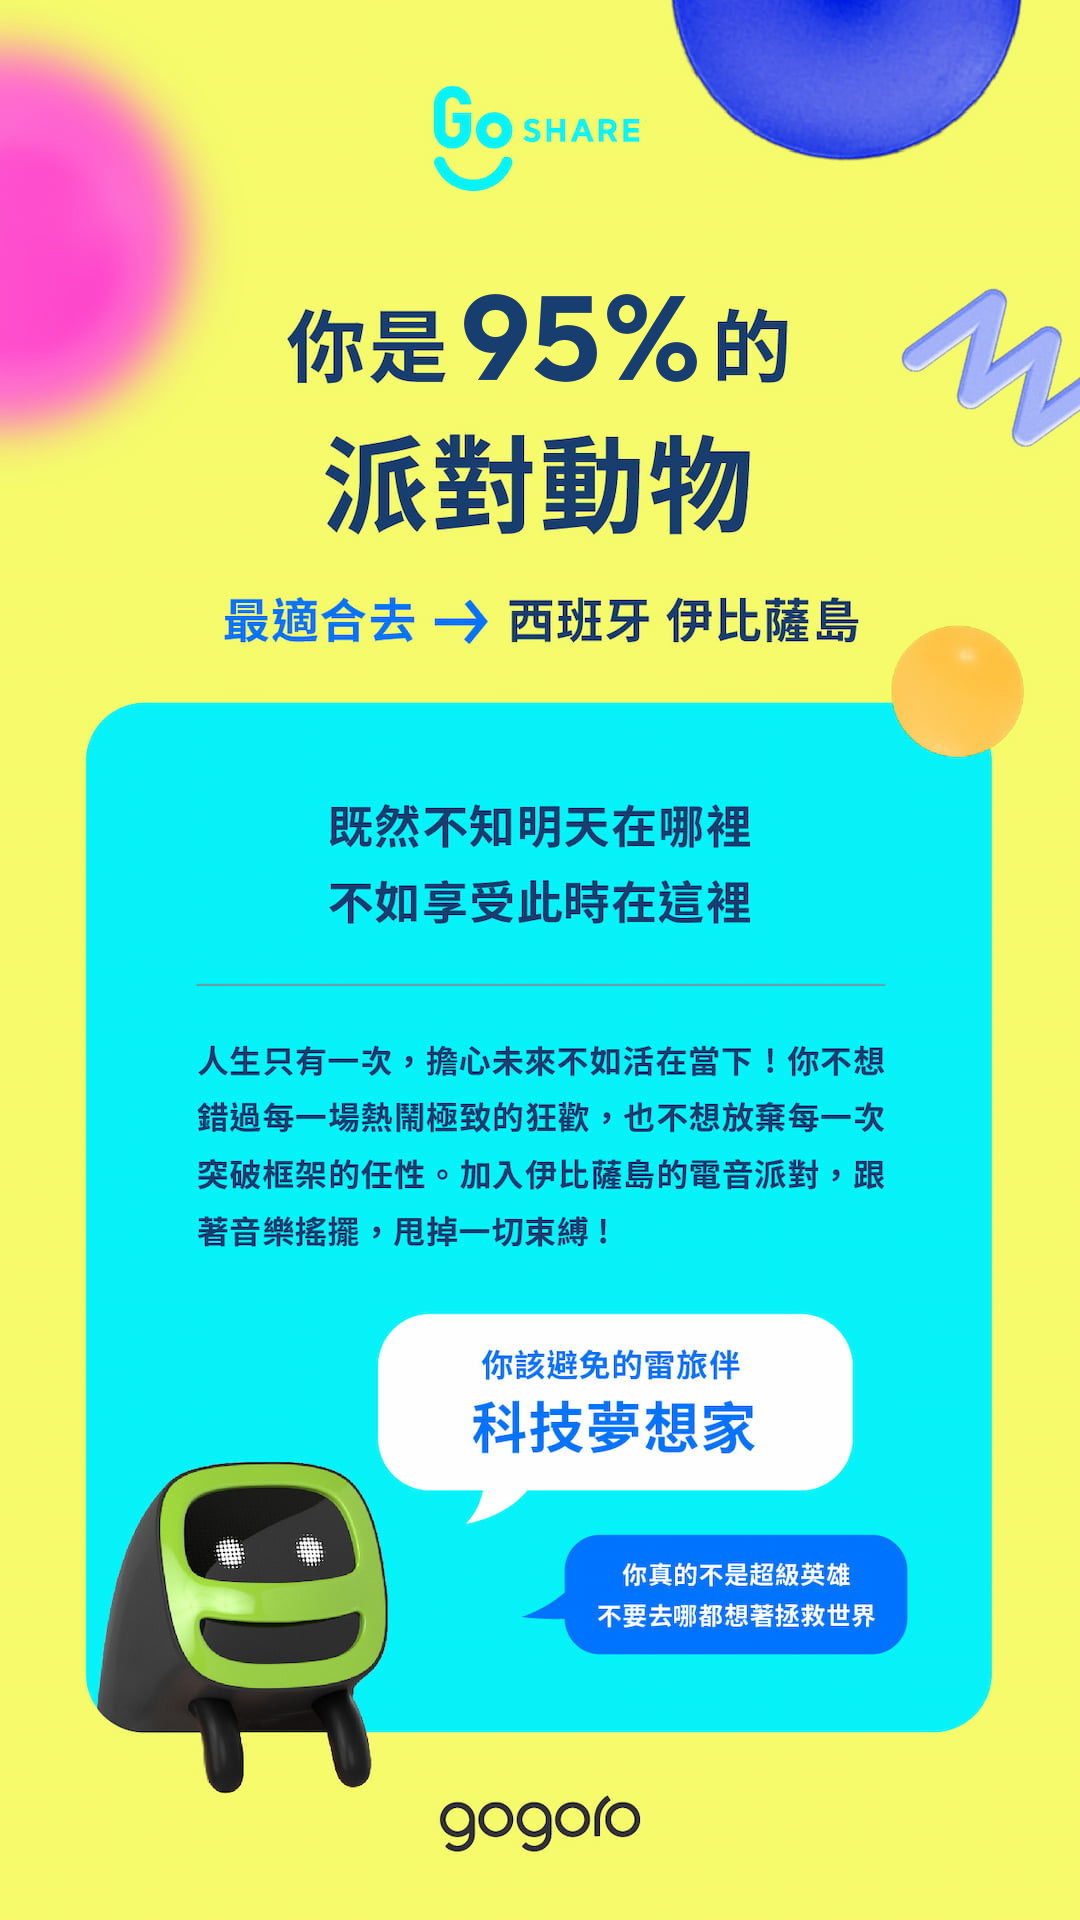 Go SHARE
你是95%的
派對動物
最適合去 → 西班牙 伊比薩島
既然不知明天在哪裡
不如享受此時在這裡
人生只有一次，擔心未來不如活在當下！你不想
錯過每一場熱鬧極致的狂歡，也不想放棄每一次
突破框架的任性。加入伊比薩島的電音派對，跟
著音樂搖擺，甩掉一切束縛！
你該避免的雷旅伴
科技夢想家
你真的不是超級英雄
不要去哪都想著拯救世界
gogoro